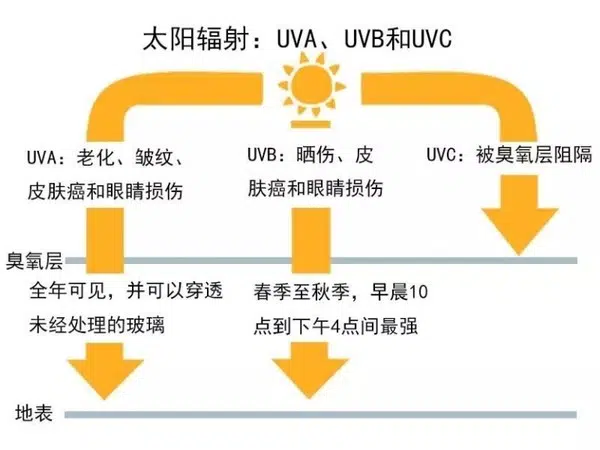 太阳辐射：UVA、UVB和UVC
UVA：老化、皱纹、
皮肤癌和眼睛损伤
UVB：晒伤、皮
肤癌和眼睛损伤
UVC：被臭氧层阻隔
臭氧层
全年可见，并可以穿透
未经处理的玻璃
春季至秋季，早晨10
点到下午4点间最强
地表